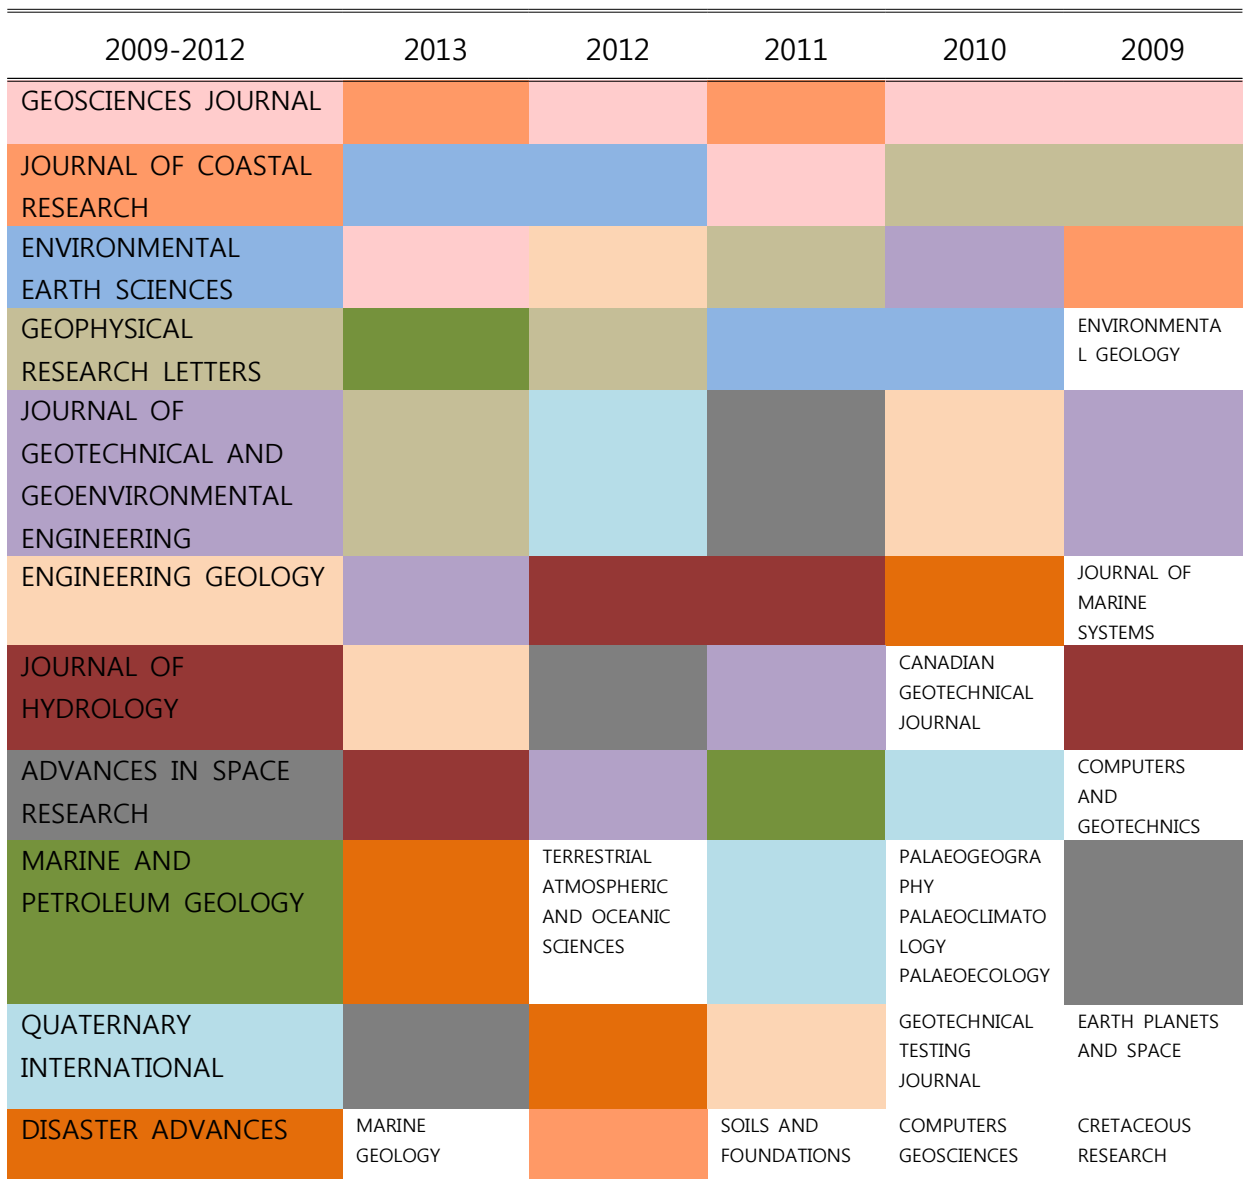 2009-2012 2013 2012 2011 2010 2009
GEOSCIENCES JOURNAL
JOURNAL OF COASTAL
RESEARCH
ENVIRONMENTAL
EARTH SCIENCES
GEOPHYSICAL
RESEARCH LETTERS
ENVIRONMENTA
L GEOLOGY
JOURNAL OF
GEOTECHNICAL AND
GEOENVIRONMENTAL
ENGINEERING
ENGINEERING GEOLOGY
JOURNAL OF
MARINE
SYSTEMS
JOURNAL OF
HYDROLOGY
CANADIAN
GEOTECHNICAL
JOURNAL
ADVANCES IN SPACE
RESEARCH
COMPUTERS
AND
GEOTECHNICS
MARINE AND
PETROLEUM GEOLOGY
TERRESTRIAL
ATMOSPHERIC
AND OCEANIC
SCIENCES
PALAEOGEOGRA
PHY
PALAEOCLIMATO
LOGY
PALAEOECOLOGY
QUATERNARY
INTERNATIONAL
GEOTECHNICAL
TESTING
JOURNAL
EARTH PLANETS
AND SPACE
DISASTER ADVANCES
MARINE
GEOLOGY
SOILS AND
FOUNDATIONS
COMPUTERS
GEOSCIENCES
CRETACEOUS
RESEARCH